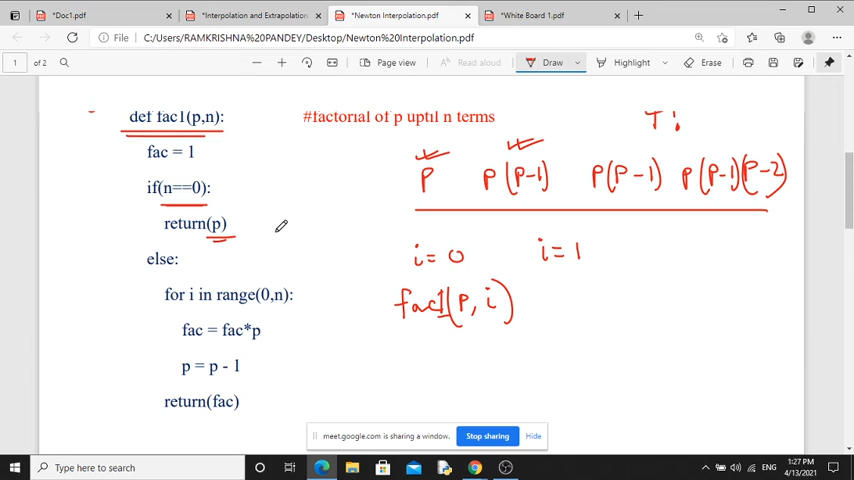 *Doc1.pdf
*Interpolation and Extrapolation.
*Newton Interpolation.pdf
*White Board 1.pdf
File
C:/Users/RAMKRISHNA%20PANDEY/Desktop/Newton%20Interpolation.pdf
1 of 2
Page view
Read aloud
Draw
Highlight
Erase
def fac1(p,n):
#factorial of p uptil n terms
fac = 1
P P(P-1) P(P-1) P(P-1)(P-2)
if(n==0):
return(p)
i=0 i=1
else:
for i in range(0,n):
fac1(P, i)
fac = fac*p
p = p - 1
return(fac)
meet.google.com is sharing a window.
Stop sharing
Hide
Type here to search
ENG
1:27 PM
4/13/2021